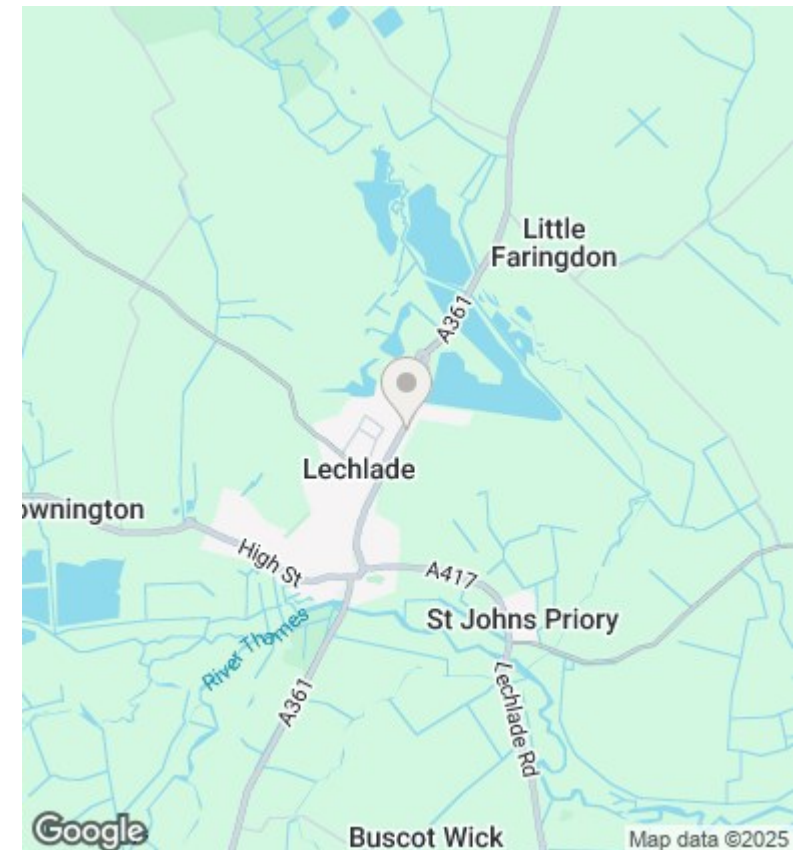 Little
Faringdon
A361
Lechlade
ownington
High St
A417
St Johns Priory
River Thames
A361
Lechlade Rd
Buscot Wick
Google
Map data ©2025